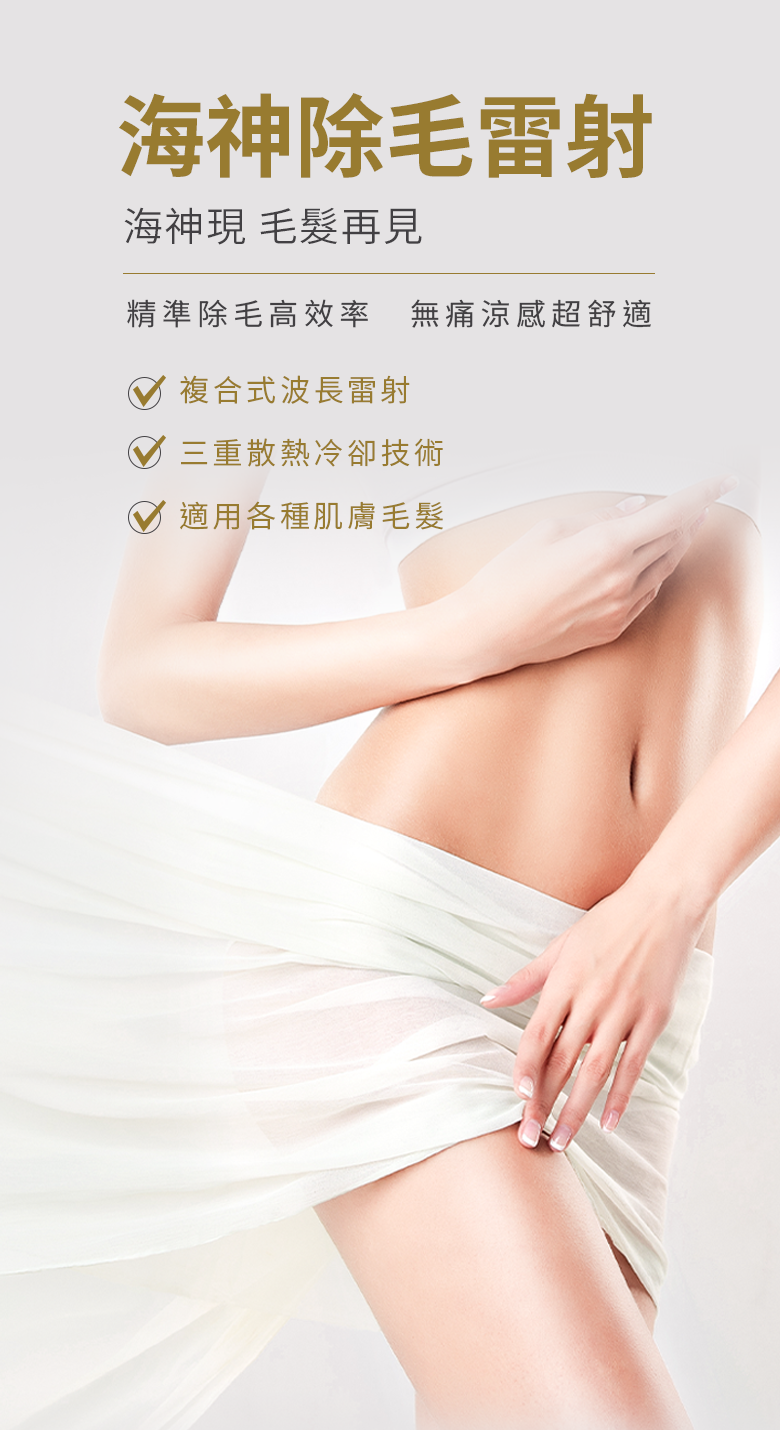 海神除毛雷射
海神現 毛髮再見
精準除毛高效率 無痛涼感超舒適
複合式波長雷射
三重散熱冷卻技術
適用各種肌膚毛髮